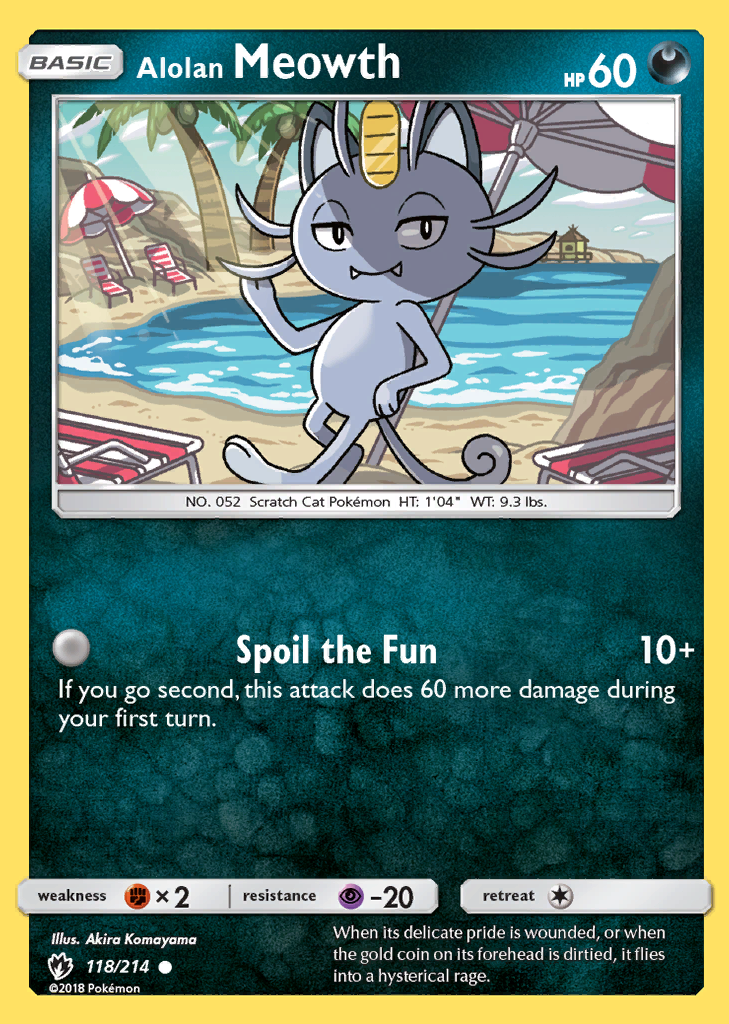 BASIC Alolan Meowth HP 60
NO. 052 Scratch Cat Pokémon HT: 1'04" WT: 9.3 lbs.
Spoil the Fun 10+
If you go second, this attack does 60 more damage during
your first turn.
weakness ×2 resistance -20 retreat
Illus. Akira Komayama
118/214
©2018 Pokémon
When its delicate pride is wounded, or when
the gold coin on its forehead is dirtied, it flies
into a hysterical rage.